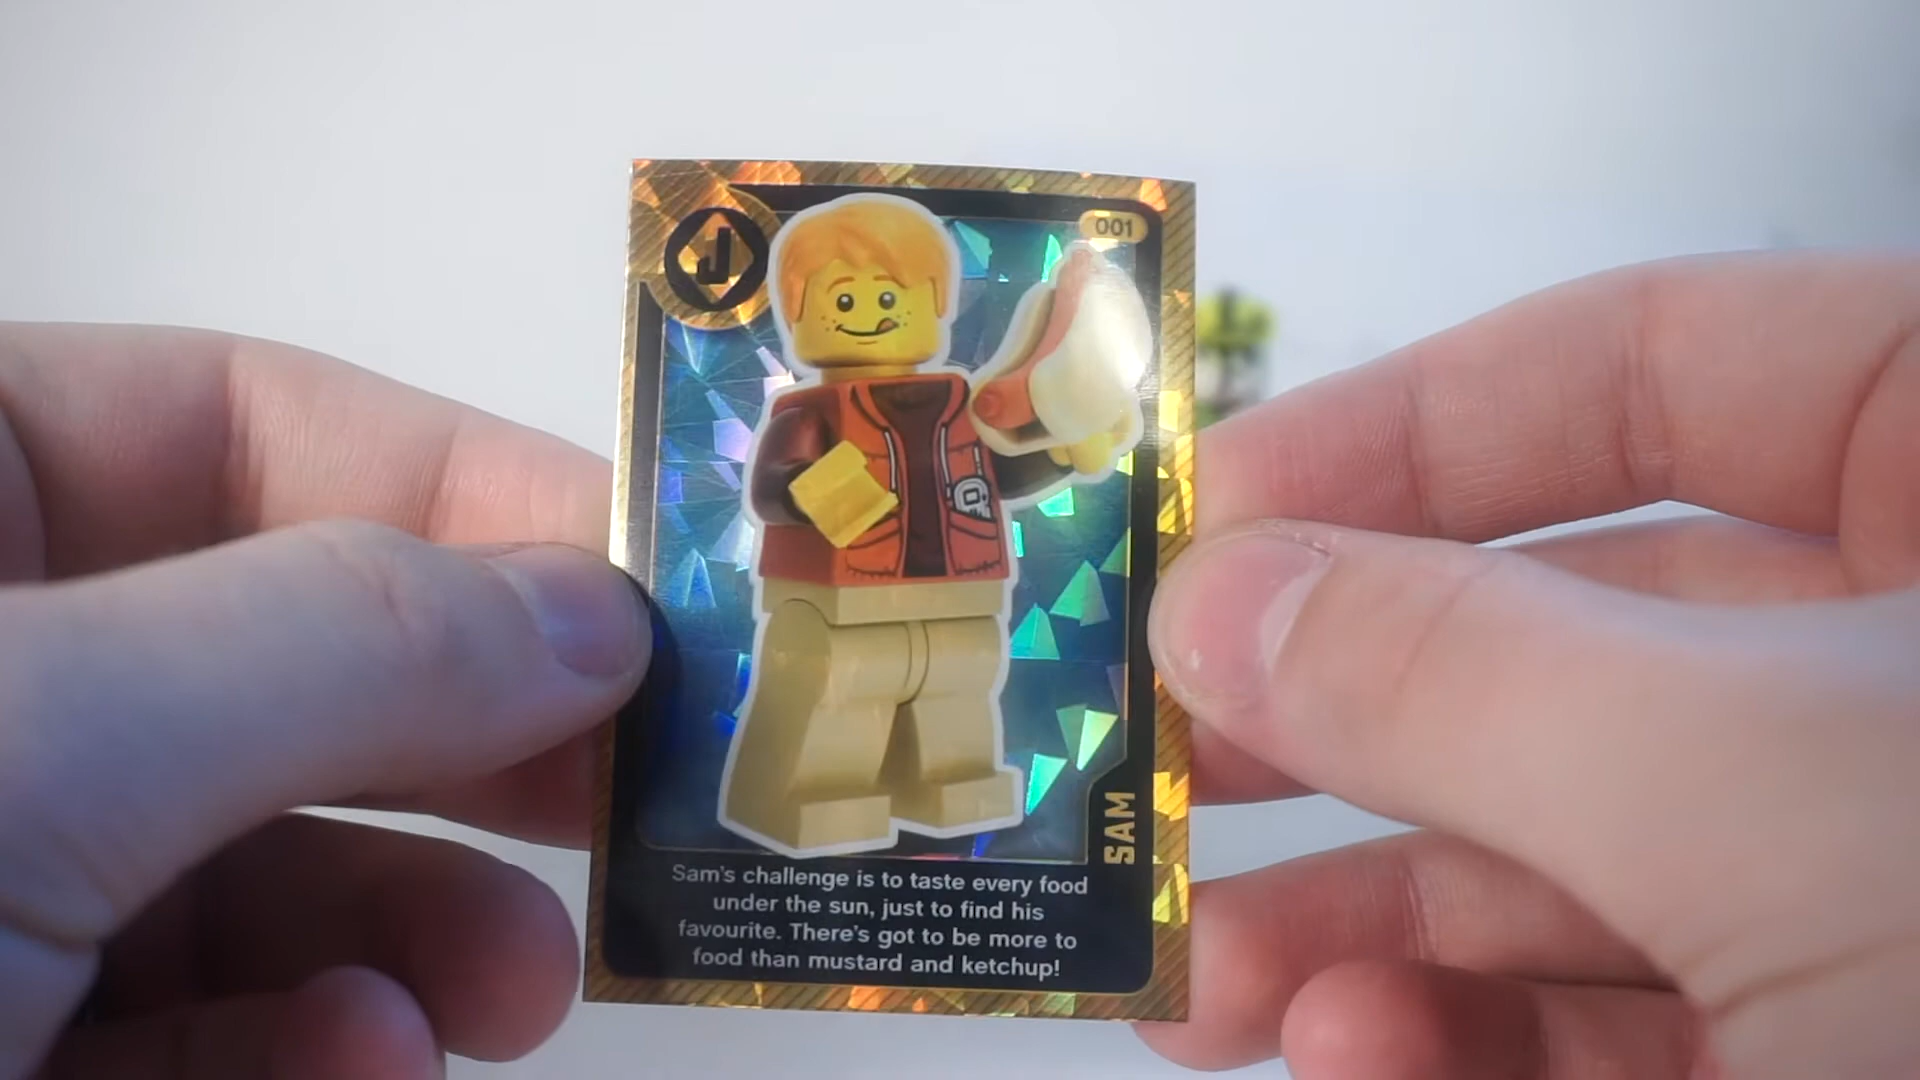 J
001
SAM
Sam's challenge is to taste every food
under the sun, just to find his
favourite. There's got to be more to
food than mustard and ketchup!